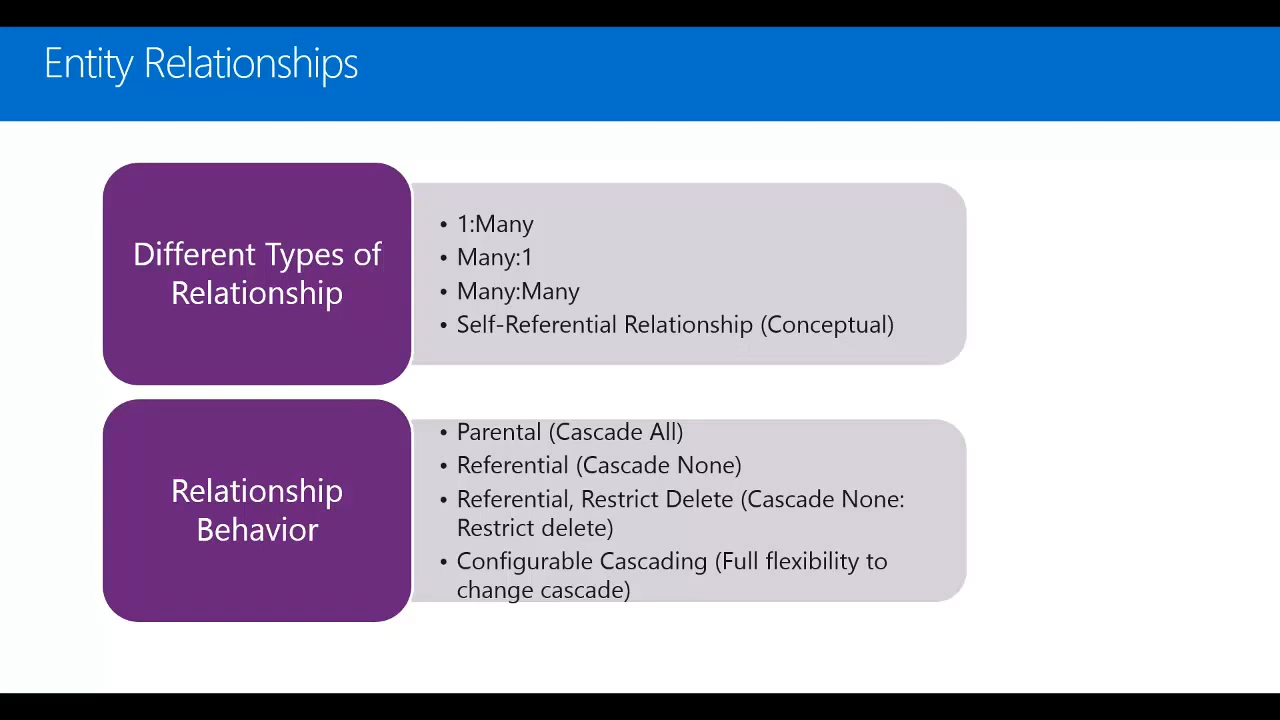 Entity Relationships
Different Types of
Relationship
• 1:Many
• Many:1
• Many:Many
• Self-Referential Relationship (Conceptual)
Relationship
Behavior
• Parental (Cascade All)
• Referential (Cascade None)
• Referential, Restrict Delete (Cascade None:
Restrict delete)
• Configurable Cascading (Full flexibility to
change cascade)